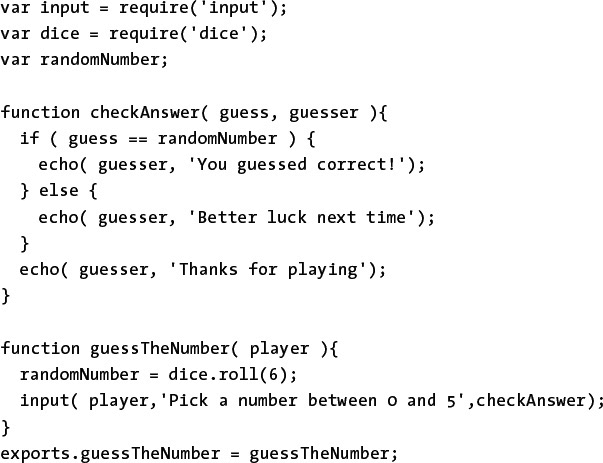 var input = require('input');
var dice = require('dice');
var randomNumber;

function checkAnswer( guess, guesser ){
  if ( guess == randomNumber ) {
    echo( guesser, 'You guessed correct!');
  } else {
    echo( guesser, 'Better luck next time');
  }
  echo( guesser, 'Thanks for playing');
}

function guessTheNumber( player ){
  randomNumber = dice.roll(6);
  input( player,'Pick a number between 0 and 5',checkAnswer);
}
exports.guessTheNumber = guessTheNumber;